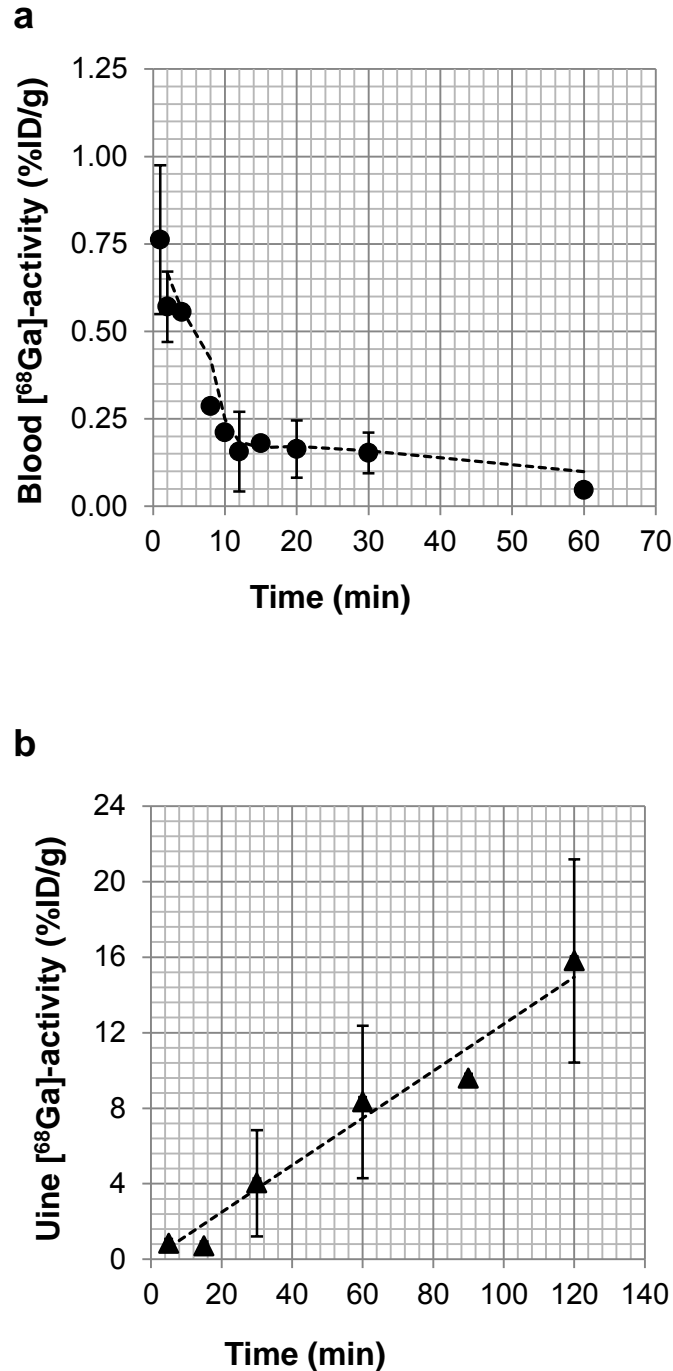 a
Blood [⁶⁸Ga]-activity (%ID/g)
1.25
1.00
0.75
0.50
0.25
0.00
0 10 20 30 40 50 60 70
Time (min)
b
Uine [⁶⁸Ga]-activity (%ID/g)
24
20
16
12
8
4
0
0 20 40 60 80 100 120 140
Time (min)